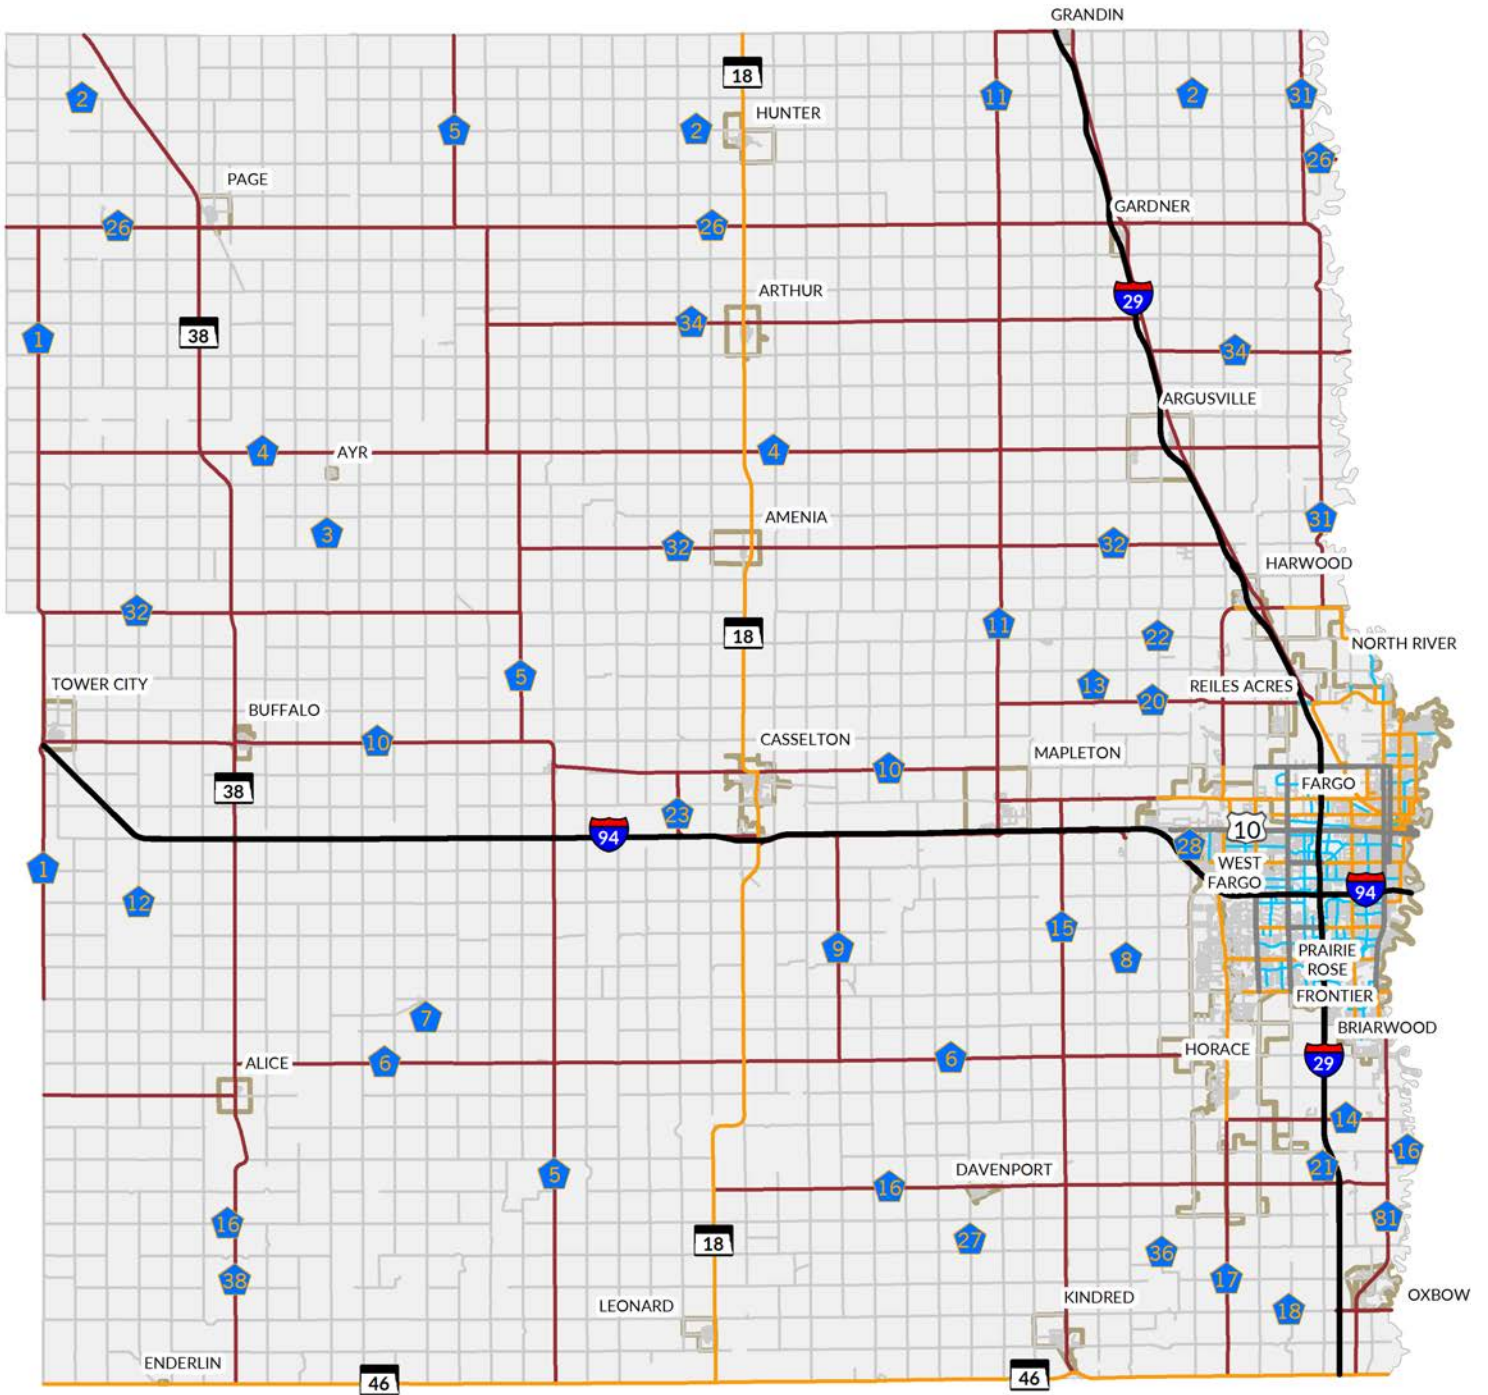 GRANDIN
18
2
11
2
31
5
2
HUNTER
26
PAGE
GARDNER
26
26
ARTHUR
29
34
38
1
34
ARGUSVILLE
4
AYR
4
AMENIA
31
3
32
32
HARWOOD
32
18
11
22
NORTH RIVER
5
TOWER CITY
13
20
REILES ACRES
BUFFALO
10
CASSELTON
MAPLETON
10
38
FARGO
23
94
10
28
1
WEST
FARGO
94
12
15
9
8
PRAIRIE
ROSE
FRONTIER
7
BRIARWOOD
ALICE
6
6
HORACE
29
14
16
5
DAVENPORT
21
16
16
81
18
27
36
38
17
LEONARD
KINDRED
18
OXBOW
ENDERLIN
46
46